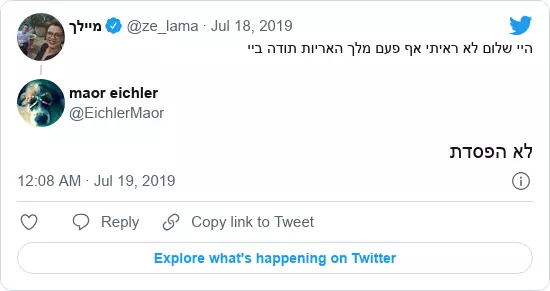 מיילך @ze_lama · Jul 18, 2019
היי שלום לא ראיתי אף פעם מלך האריות תודה ביי
maor eichler
@EichlerMaor
לא הפסדת
12:08 AM · Jul 19, 2019
Reply
Copy link to Tweet
Explore what's happening on Twitter